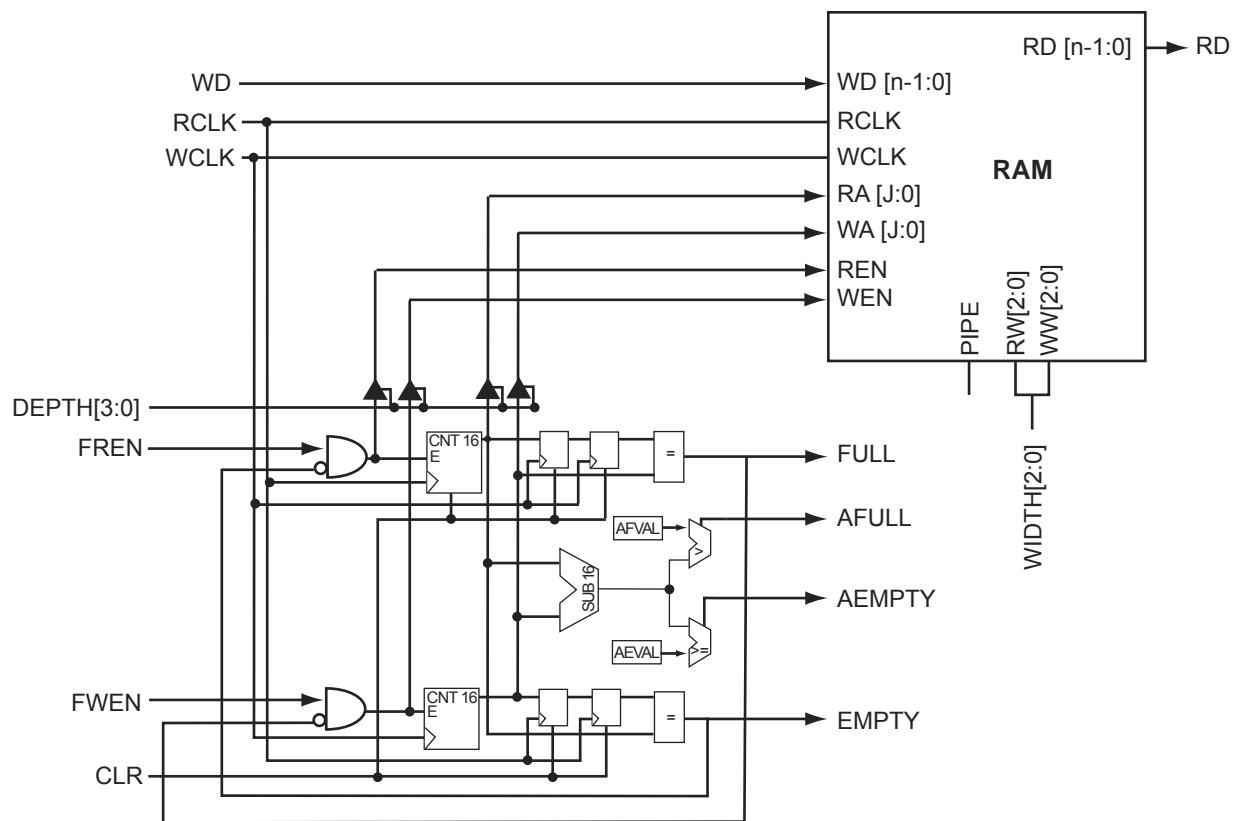 RD [n-1:0]
RD
WD
WD [n-1:0]
RCLK
RCLK
WCLK
WCLK
RAM
RA [J:0]
WA [J:0]
REN
WEN
PIPE
RW[2:0]
WW[2:0]
WIDTH[2:0]
DEPTH[3:0]
FREN
CNT 16
E
=
FULL
AFVAL
>
AFULL
SUB 16
AEMPTY
AEVAL
>=
FWEN
CNT 16
E
=
EMPTY
CLR